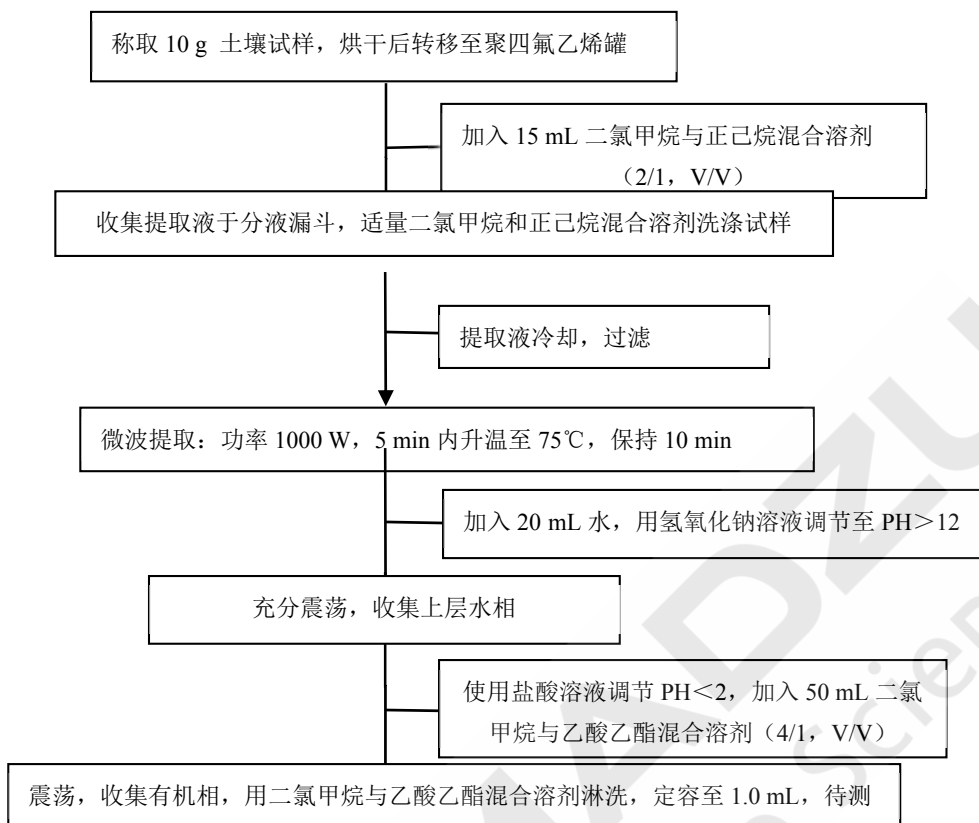 称取 10 g 土壤试样，烘干后转移至聚四氟乙烯罐
加入 15 mL 二氯甲烷与正己烷混合溶剂
（2/1，V/V）
收集提取液于分液漏斗，适量二氯甲烷和正己烷混合溶剂洗涤试样
提取液冷却，过滤
微波提取：功率 1000 W，5 min 内升温至 75℃，保持 10 min
加入 20 mL 水，用氢氧化钠溶液调节至 PH＞12
充分震荡，收集上层水相
使用盐酸溶液调节 PH＜2，加入 50 mL 二氯
甲烷与乙酸乙酯混合溶剂（4/1，V/V）
震荡，收集有机相，用二氯甲烷与乙酸乙酯混合溶剂淋洗，定容至 1.0 mL，待测